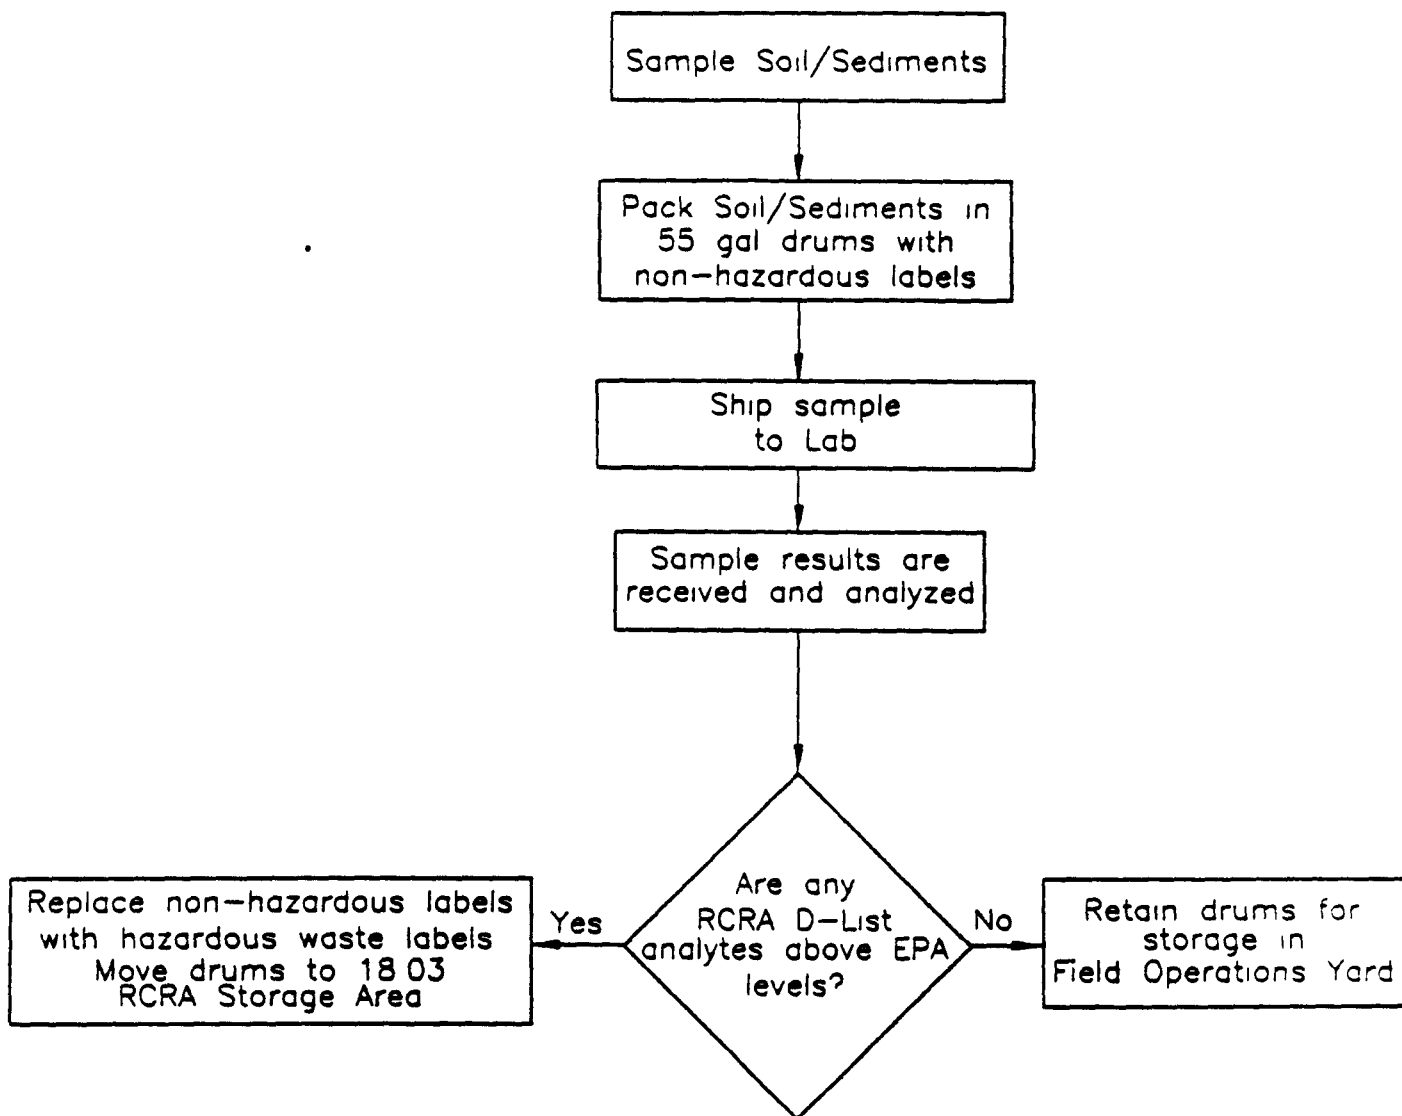 Sample Soil/Sediments
Pack Soil/Sediments in
55 gal drums with
non-hazardous labels
Ship sample
to Lab
Sample results are
received and analyzed
Are any
RCRA D-List
analytes above EPA
levels?
Yes
No
Replace non-hazardous labels
with hazardous waste labels
Move drums to 18 03
RCRA Storage Area
Retain drums for
storage in
Field Operations Yard